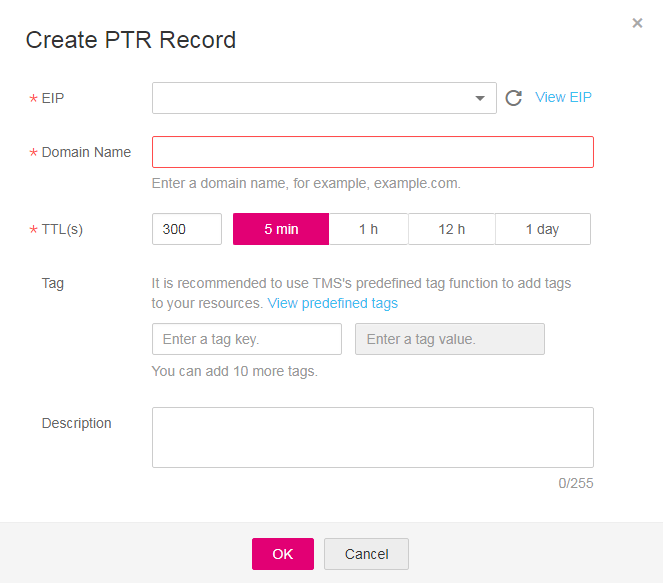 Create PTR Record
×
* EIP
View EIP
* Domain Name
Enter a domain name, for example, example.com.
* TTL(s)
300
5 min
1 h
12 h
1 day
Tag
It is recommended to use TMS's predefined tag function to add tags
to your resources. View predefined tags
Enter a tag key.
Enter a tag value.
You can add 10 more tags.
Description
0/255
OK
Cancel